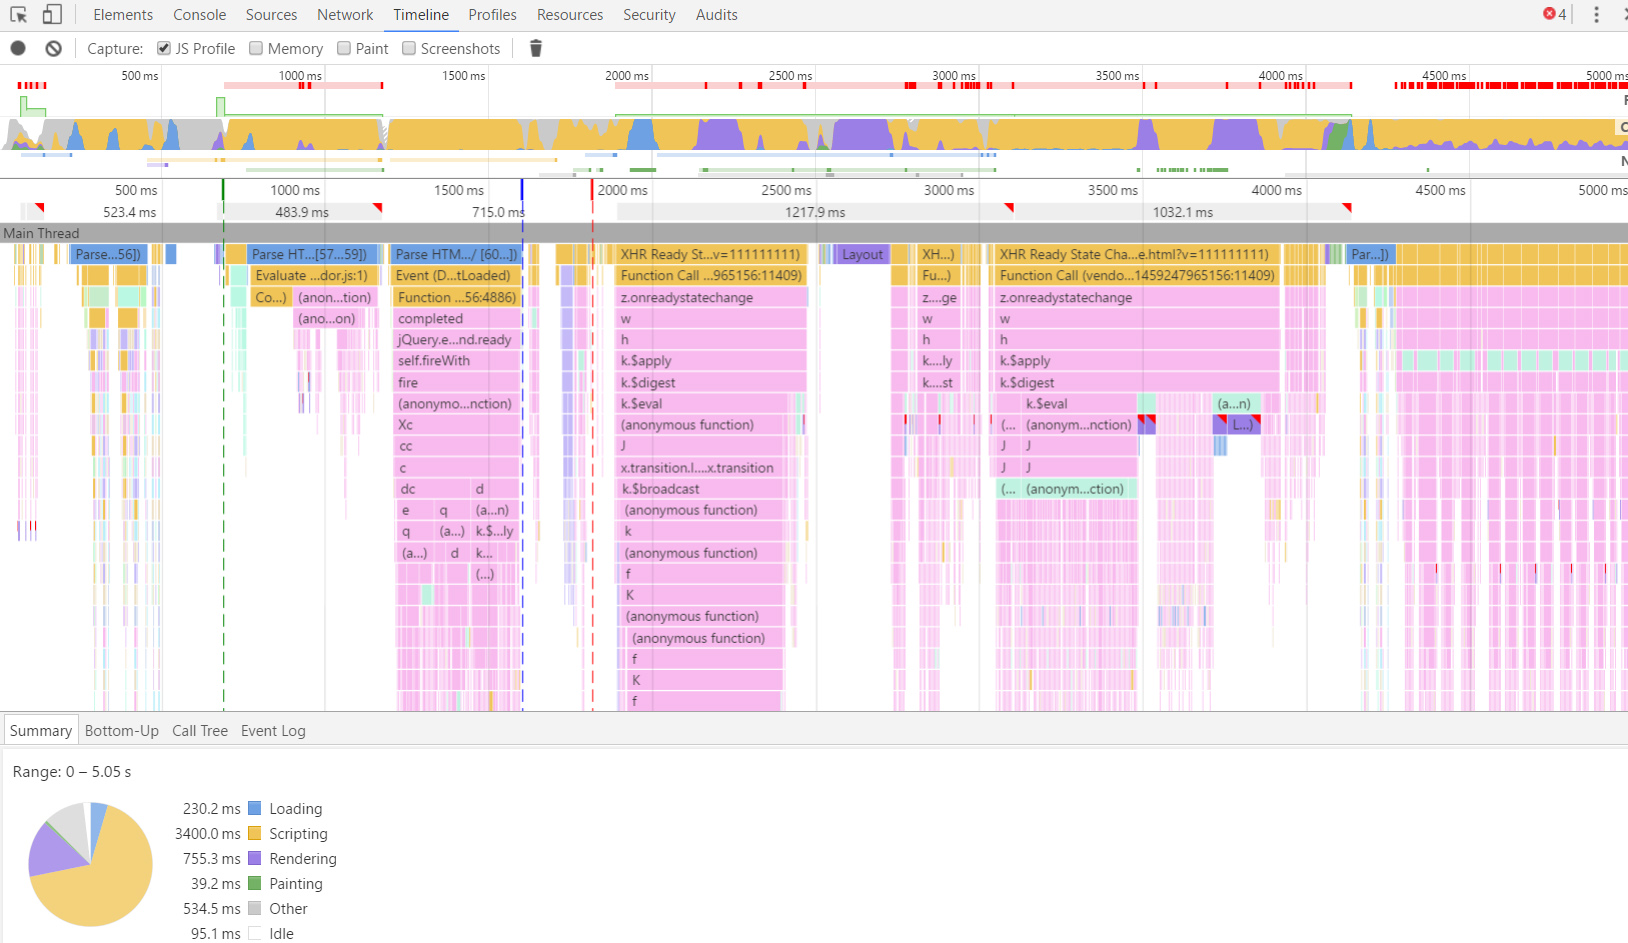 Elements Console Sources Network Timeline Profiles Resources Security Audits 4
Capture: JS Profile Memory Paint Screenshots
500 ms 1000 ms 1500 ms 2000 ms 2500 ms 3000 ms 3500 ms 4000 ms 4500 ms 5000 ms
F
C
N
500 ms 1000 ms 1500 ms 2000 ms 2500 ms 3000 ms 3500 ms 4000 ms 4500 ms 5000 ms
523.4 ms 483.9 ms 715.0 ms 1217.9 ms 1032.1 ms
Main Thread
Parse...56]) Parse HT...[57...59]) Parse HTM.../ [60...]) XHR Ready St...v=111111111) Layout XH...) XHR Ready State Cha...e.html?v=111111111) Par...])
Evaluate ...dor.js:1) Event (D...tLoaded) Function Call ...965156:11409) Fu...) Function Call (vendo...1459247965156:11409)
Co...) (anon...tion) Function ...56:4886) z.onreadystatechange z....ge z.onreadystatechange
(ano...on) completed w w w
jQuery.e...nd.ready h h h
self.fireWith k.$apply k....ly k.$apply
fire k.$digest k....st k.$digest
(anonymo...nction) k.$eval k.$eval (a...n)
Xc (anonymous function) (... (anonym...nction) L...)
cc J J J
c x.transition.l....x.transition J J
dc d k.$broadcast (... (anonym...ction)
e q (a...n) (anonymous function)
q (a...) k.$...ly k
(a...) d k... (anonymous function)
(...) f
K
(anonymous function)
(anonymous function)
f
K
f
Summary Bottom-Up Call Tree Event Log
Range: 0 – 5.05 s
230.2 ms Loading
3400.0 ms Scripting
755.3 ms Rendering
39.2 ms Painting
534.5 ms Other
95.1 ms Idle